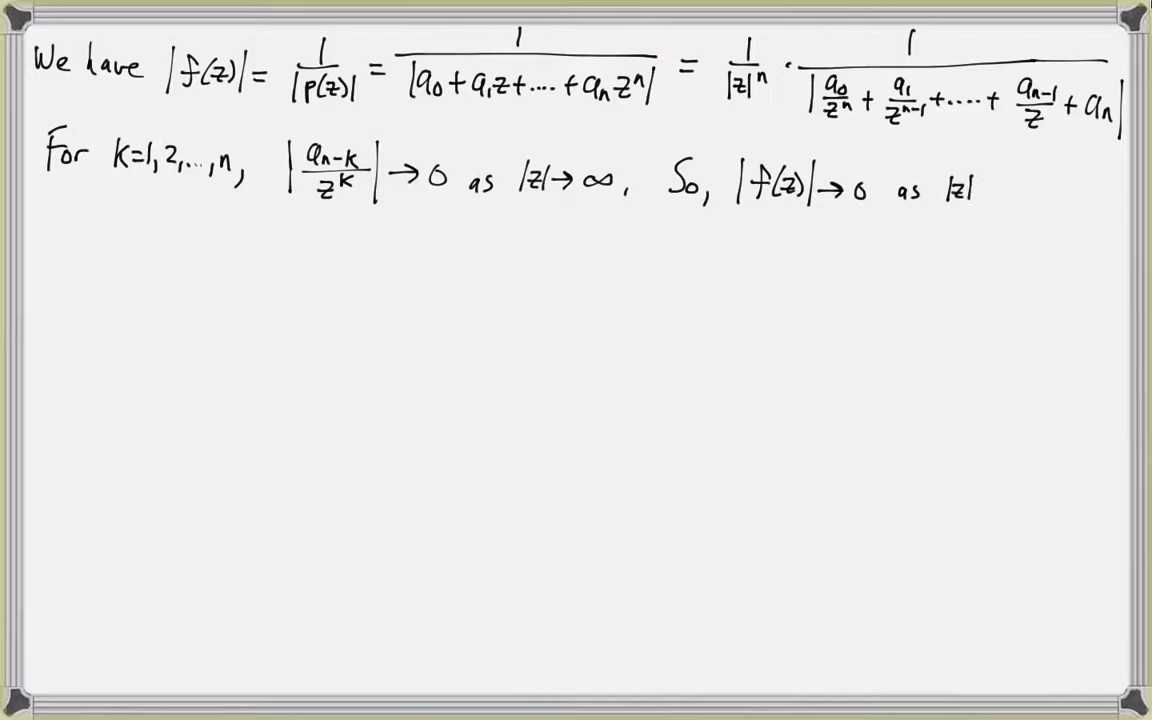 We have |f(z)| = 1/|p(z)| = 1/|a₀ + a₁z + .... + aₙzⁿ| = 1/|z|ⁿ · 1/|a₀/zⁿ + a₁/zⁿ⁻¹ + .... + aₙ₋₁/z + aₙ|
For k=1,2,...,n, |aₙ₋ₖ/zᵏ| → 0 as |z| → ∞. So, |f(z)| → 0 as |z|